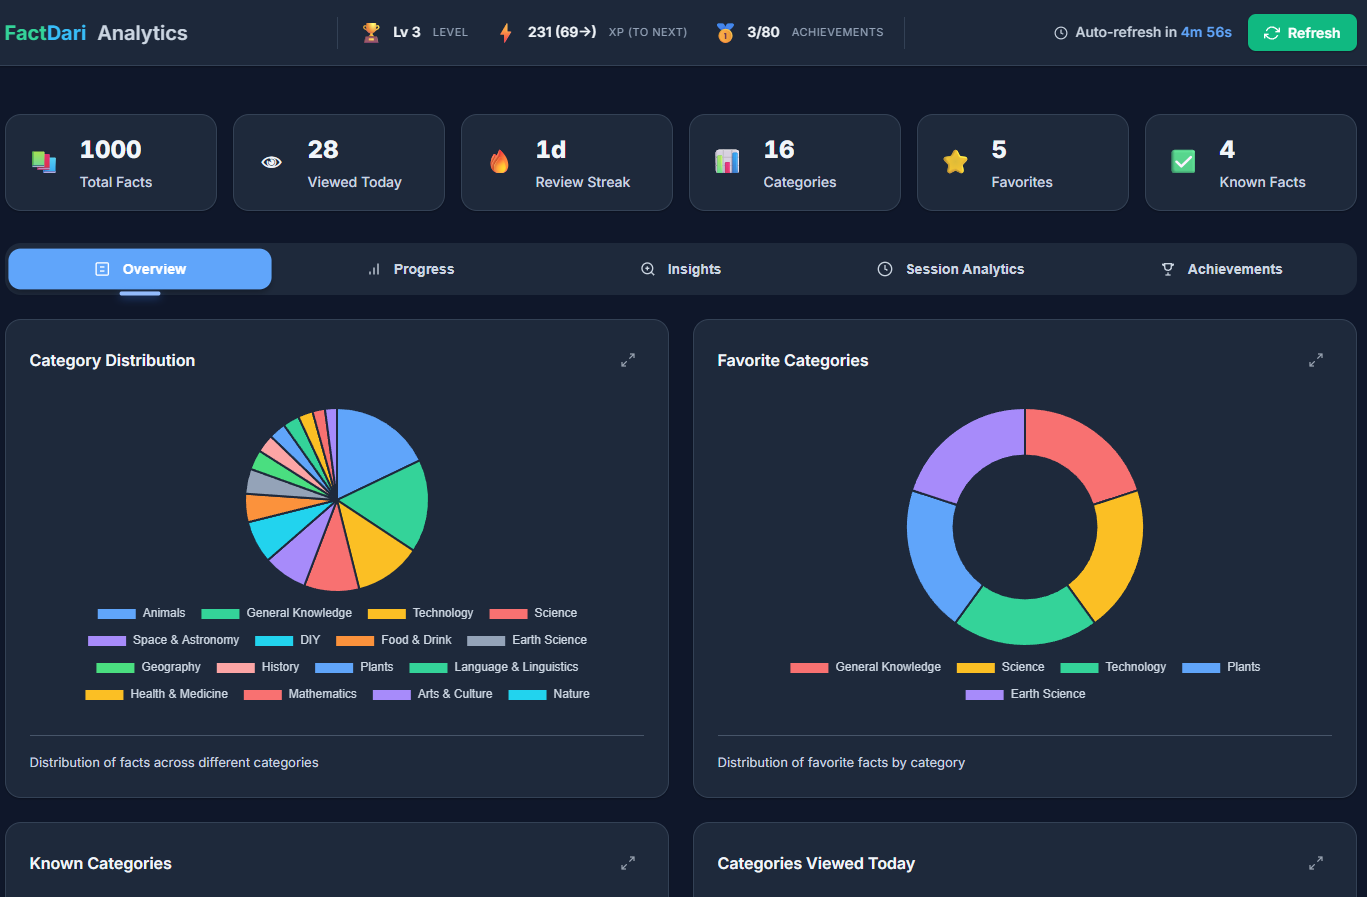 FactDari Analytics
Lv 3 LEVEL
231 (69→) XP (TO NEXT)
3/80 ACHIEVEMENTS
Auto-refresh in 4m 56s
Refresh
1000
Total Facts
28
Viewed Today
1d
Review Streak
16
Categories
5
Favorites
4
Known Facts
Overview
Progress
Insights
Session Analytics
Achievements
Category Distribution
Animals General Knowledge Technology Science
Space & Astronomy DIY Food & Drink Earth Science
Geography History Plants Language & Linguistics
Health & Medicine Mathematics Arts & Culture Nature
Distribution of facts across different categories
Favorite Categories
General Knowledge Science Technology Plants
Earth Science
Distribution of favorite facts by category
Known Categories
Categories Viewed Today